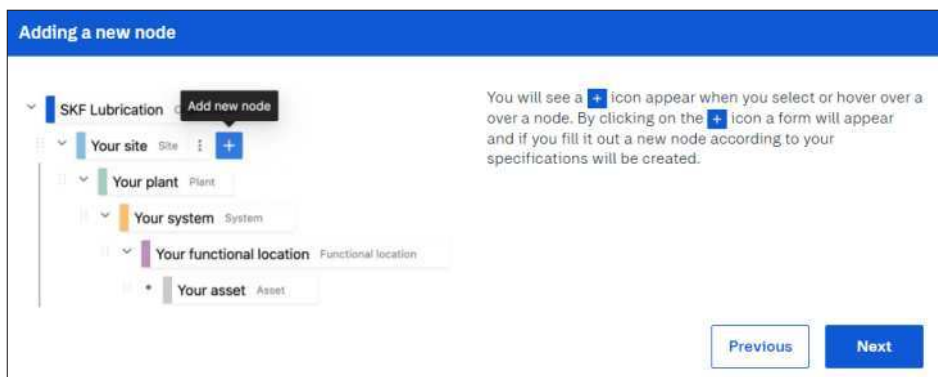 Adding a new node
SKF Lubrication
Add new node
Your site Site
Your plant Plant
Your system System
Your functional location Functional location
Your asset Asset
You will see a + icon appear when you select or hover over a
over a node. By clicking on the + icon a form will appear
and if you fill it out a new node according to your
specifications will be created.
Previous
Next